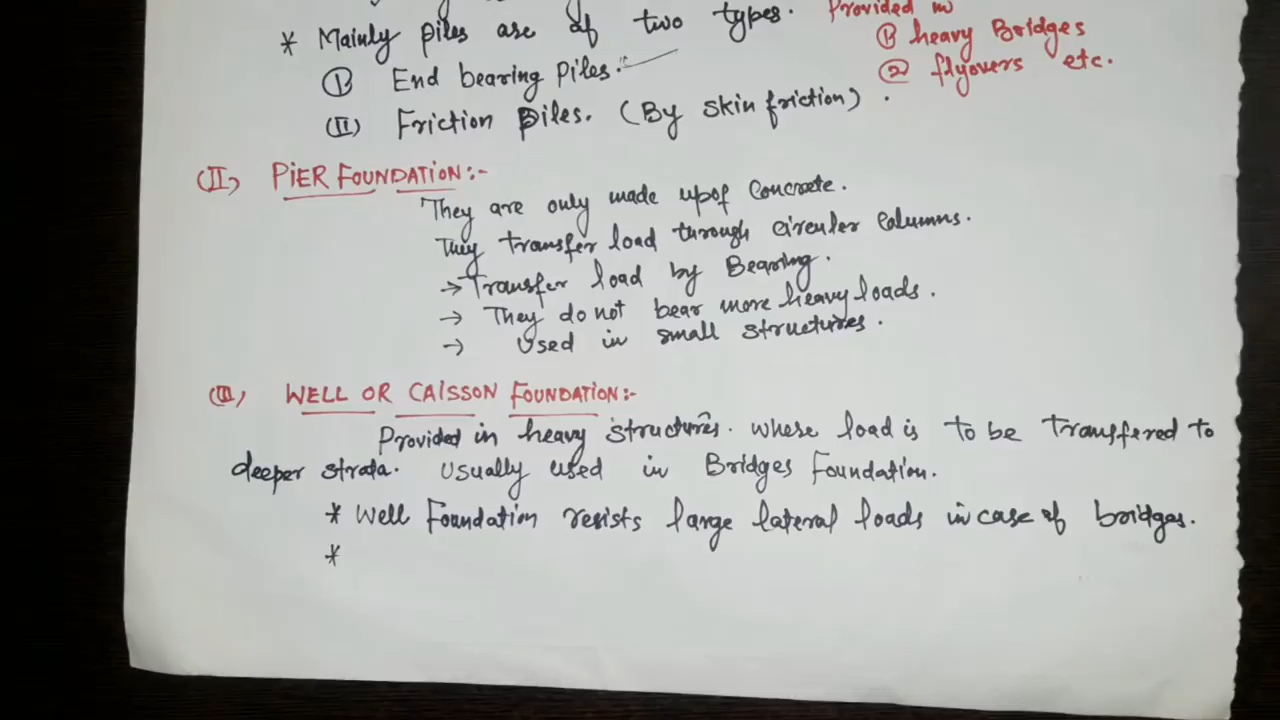 * Mainly piles are of two types. Provided in
① heavy Bridges
① End bearing Piles.
② flyovers etc.
(II) Friction Piles. (By skin friction).
(II) PIER FOUNDATION:-
They are only made upof Concrete.
They transfer load through circuler Columns.
→ Transfer load by Bearing.
→ They do not bear more heavy loads.
→ Used in small structures.
(III) WELL OR CAISSON FOUNDATION:-
Provided in heavy structures. where load is to be transfered to
deeper strata. Usually used in Bridges Foundation.
* Well Foundation resists large lateral loads in case of bridges.
*